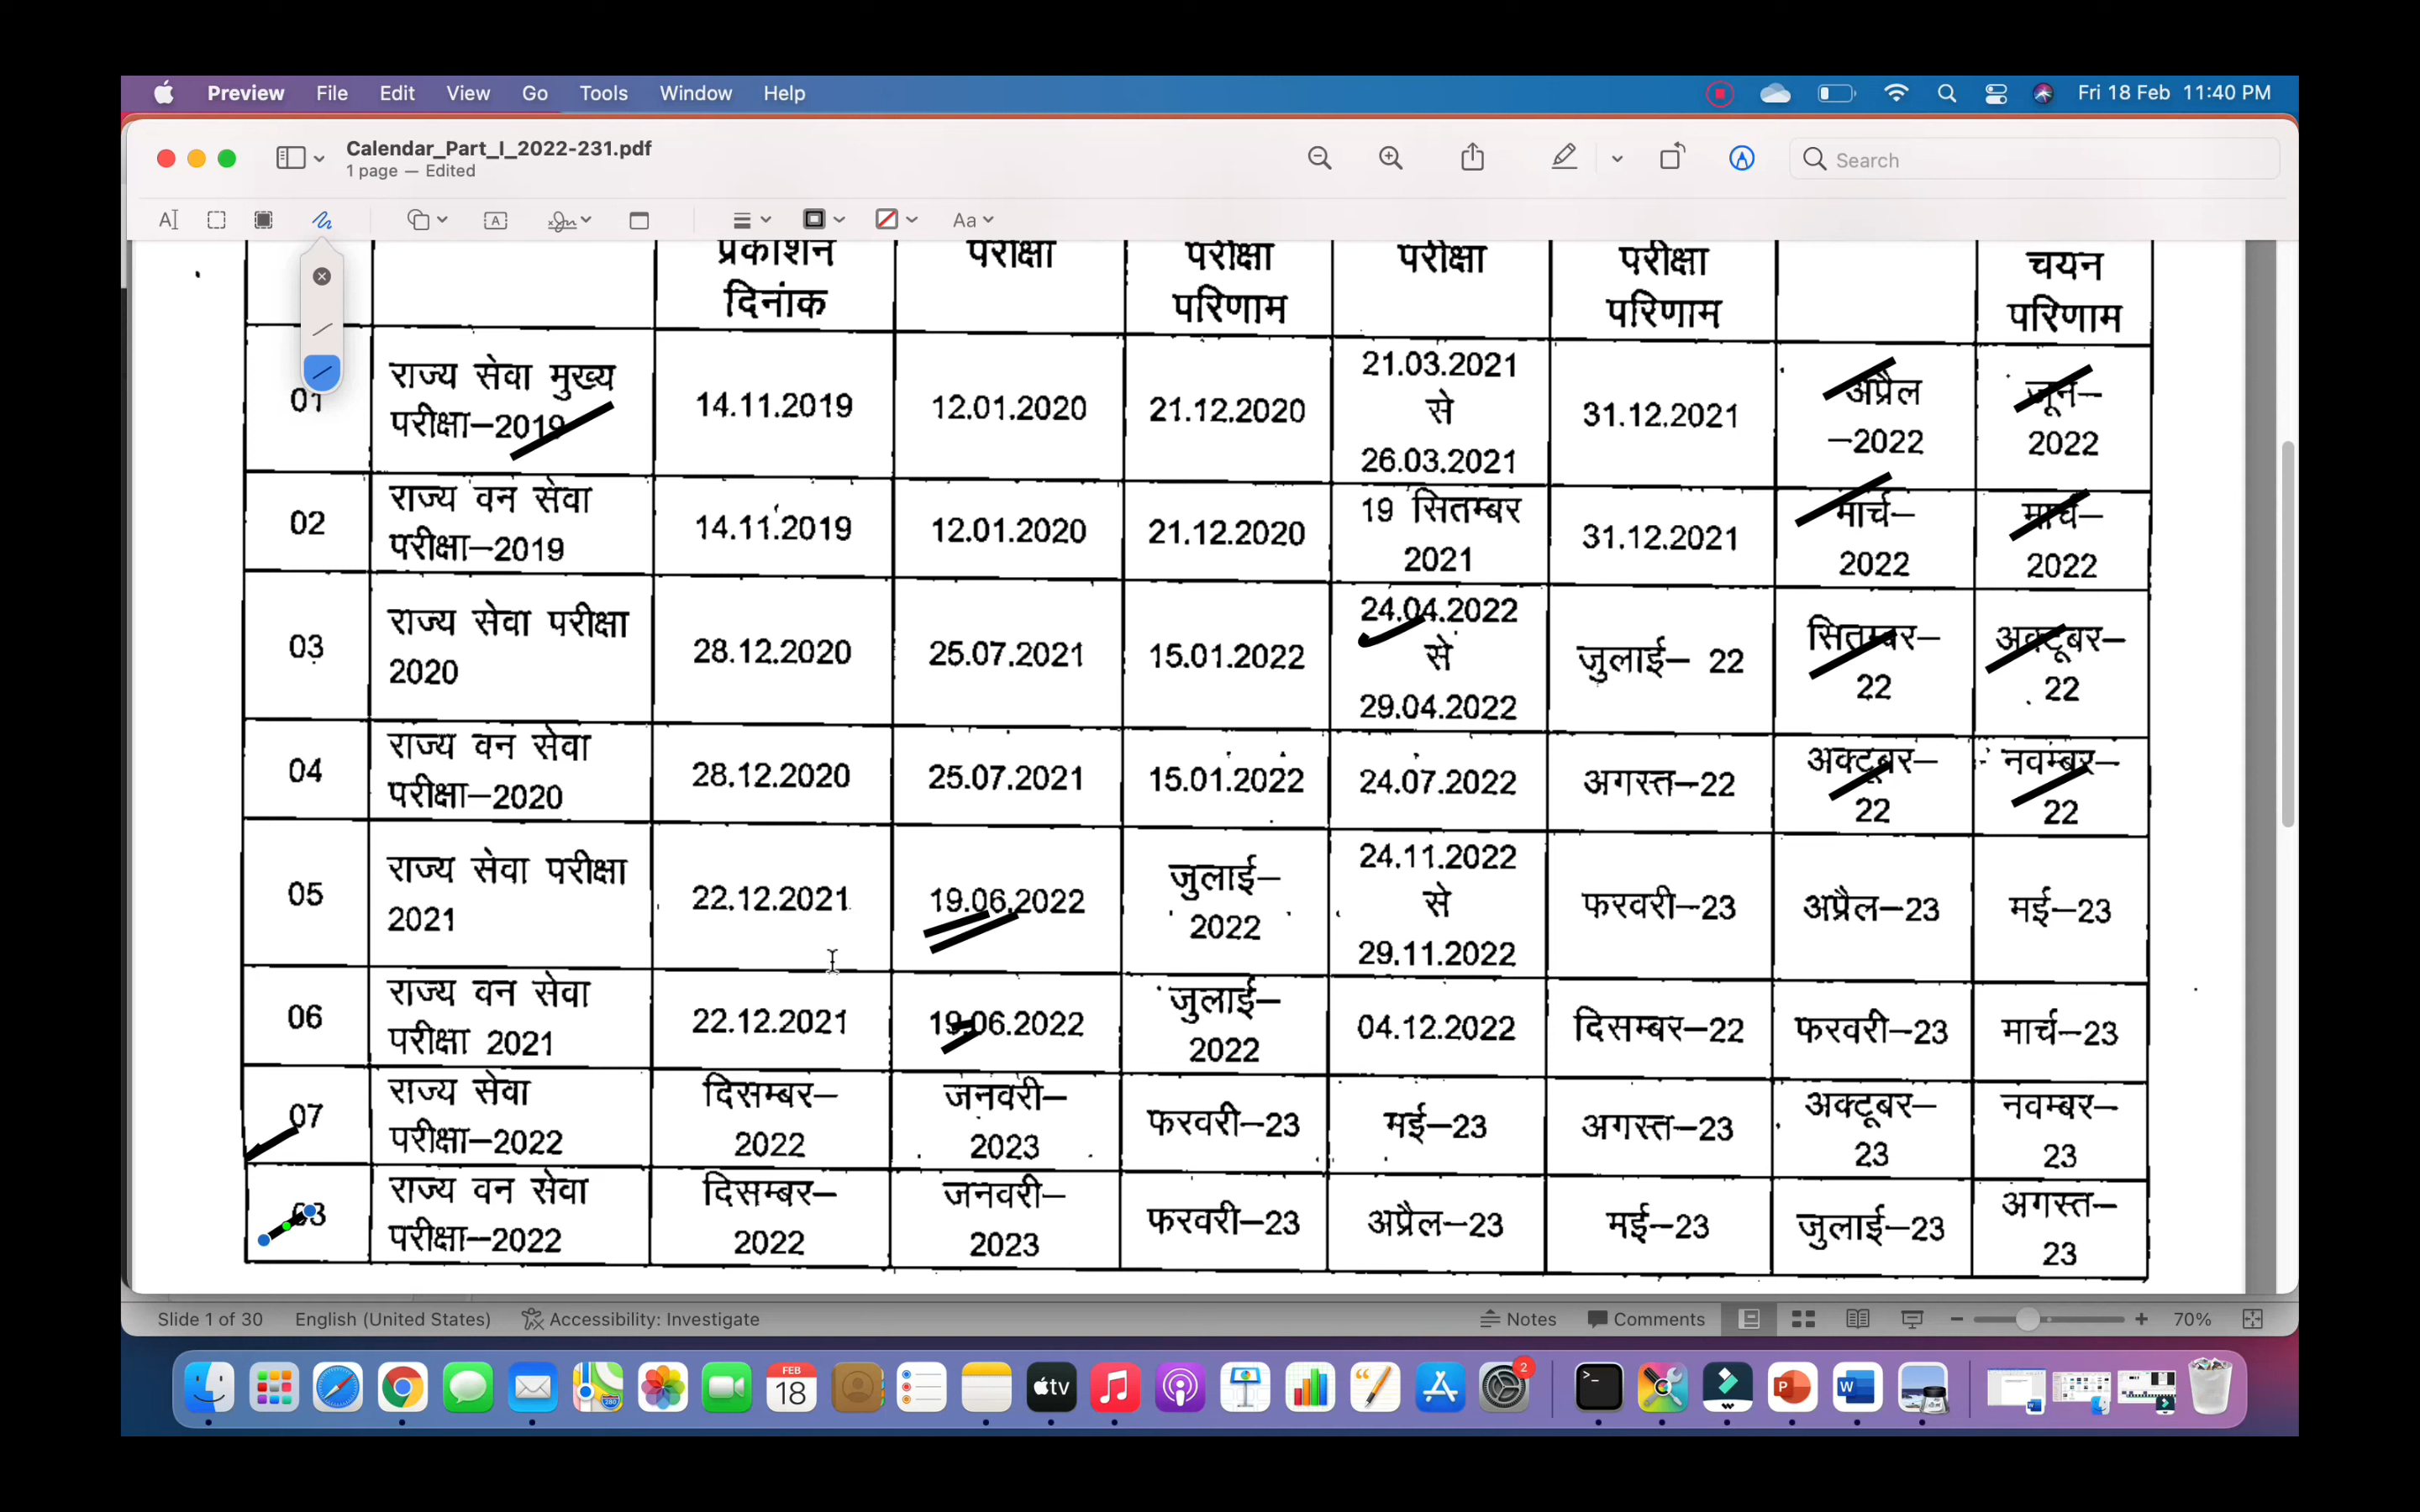 Preview File Edit View Go Tools Window Help Fri 18 Feb 11:40 PM
Calendar_Part_I_2022-231.pdf
1 page — Edited
Search
A Aa
प्रकाशन परीक्षा परीक्षा परीक्षा परीक्षा चयन
दिनांक परिणाम परिणाम परिणाम
01 राज्य सेवा मुख्य परीक्षा–2019 14.11.2019 12.01.2020 21.12.2020 21.03.2021 से 26.03.2021 31.12.2021 अप्रैल –2022 जून– 2022
02 राज्य वन सेवा परीक्षा–2019 14.11.2019 12.01.2020 21.12.2020 19 सितम्बर 2021 31.12.2021 मार्च– 2022 मार्च– 2022
03 राज्य सेवा परीक्षा 2020 28.12.2020 25.07.2021 15.01.2022 24.04.2022 से 29.04.2022 जुलाई– 22 सितम्बर– 22 अक्टूबर– 22
04 राज्य वन सेवा परीक्षा–2020 28.12.2020 25.07.2021 15.01.2022 24.07.2022 अगस्त–22 अक्टूबर– 22 नवम्बर– 22
05 राज्य सेवा परीक्षा 2021 22.12.2021 19.06.2022 जुलाई– 2022 24.11.2022 से 29.11.2022 फरवरी–23 अप्रैल–23 मई–23
06 राज्य वन सेवा परीक्षा 2021 22.12.2021 19.06.2022 जुलाई– 2022 04.12.2022 दिसम्बर–22 फरवरी–23 मार्च–23
07 राज्य सेवा परीक्षा–2022 दिसम्बर– 2022 जनवरी– 2023 फरवरी–23 मई–23 अगस्त–23 अक्टूबर– 23 नवम्बर– 23
राज्य वन सेवा परीक्षा–2022 दिसम्बर– 2022 जनवरी– 2023 फरवरी–23 अप्रैल–23 मई–23 जुलाई–23 अगस्त– 23
Slide 1 of 30 English (United States) Accessibility: Investigate Notes Comments 70%
FEB 18 tv 2 P W